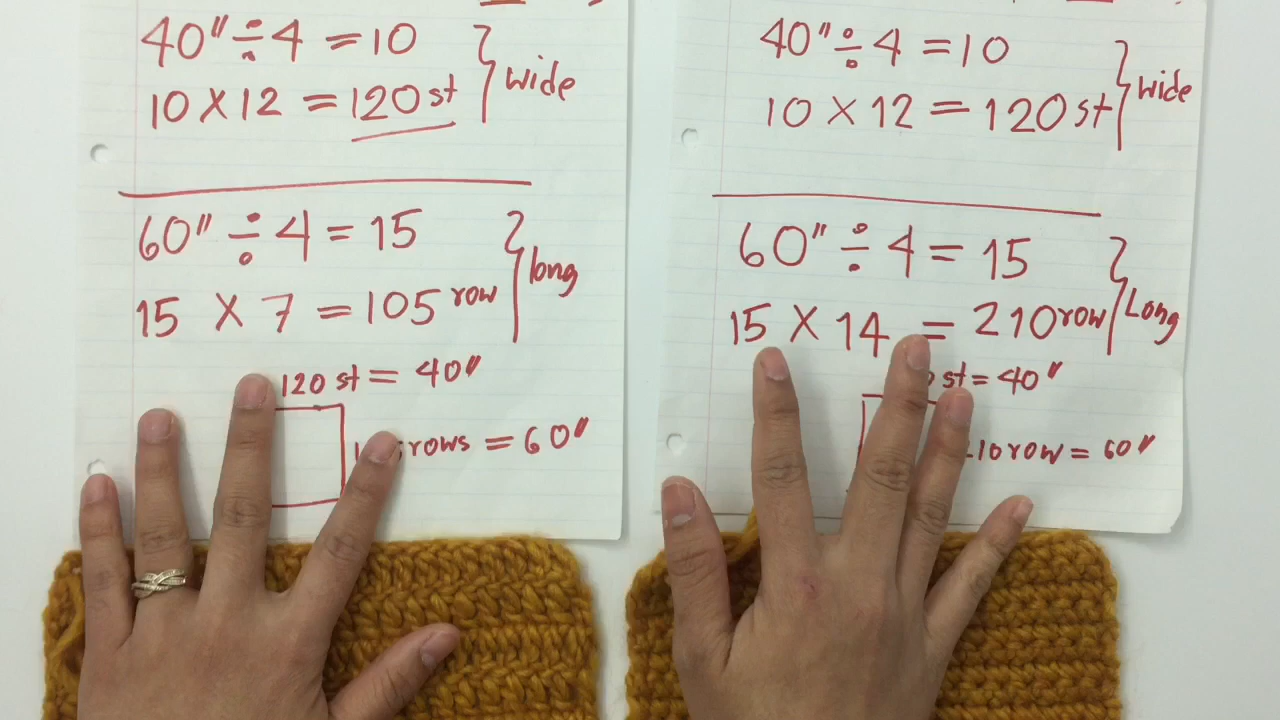 40" ÷ 4 = 10
10 X 12 = 120 st
wide
60" ÷ 4 = 15
15 X 7 = 105 row
long
120 st = 40"
rows = 60"
40" ÷ 4 = 10
10 X 12 = 120 st
wide
60" ÷ 4 = 15
15 X 14 = 210 row
Long
st = 40"
210 row = 60"